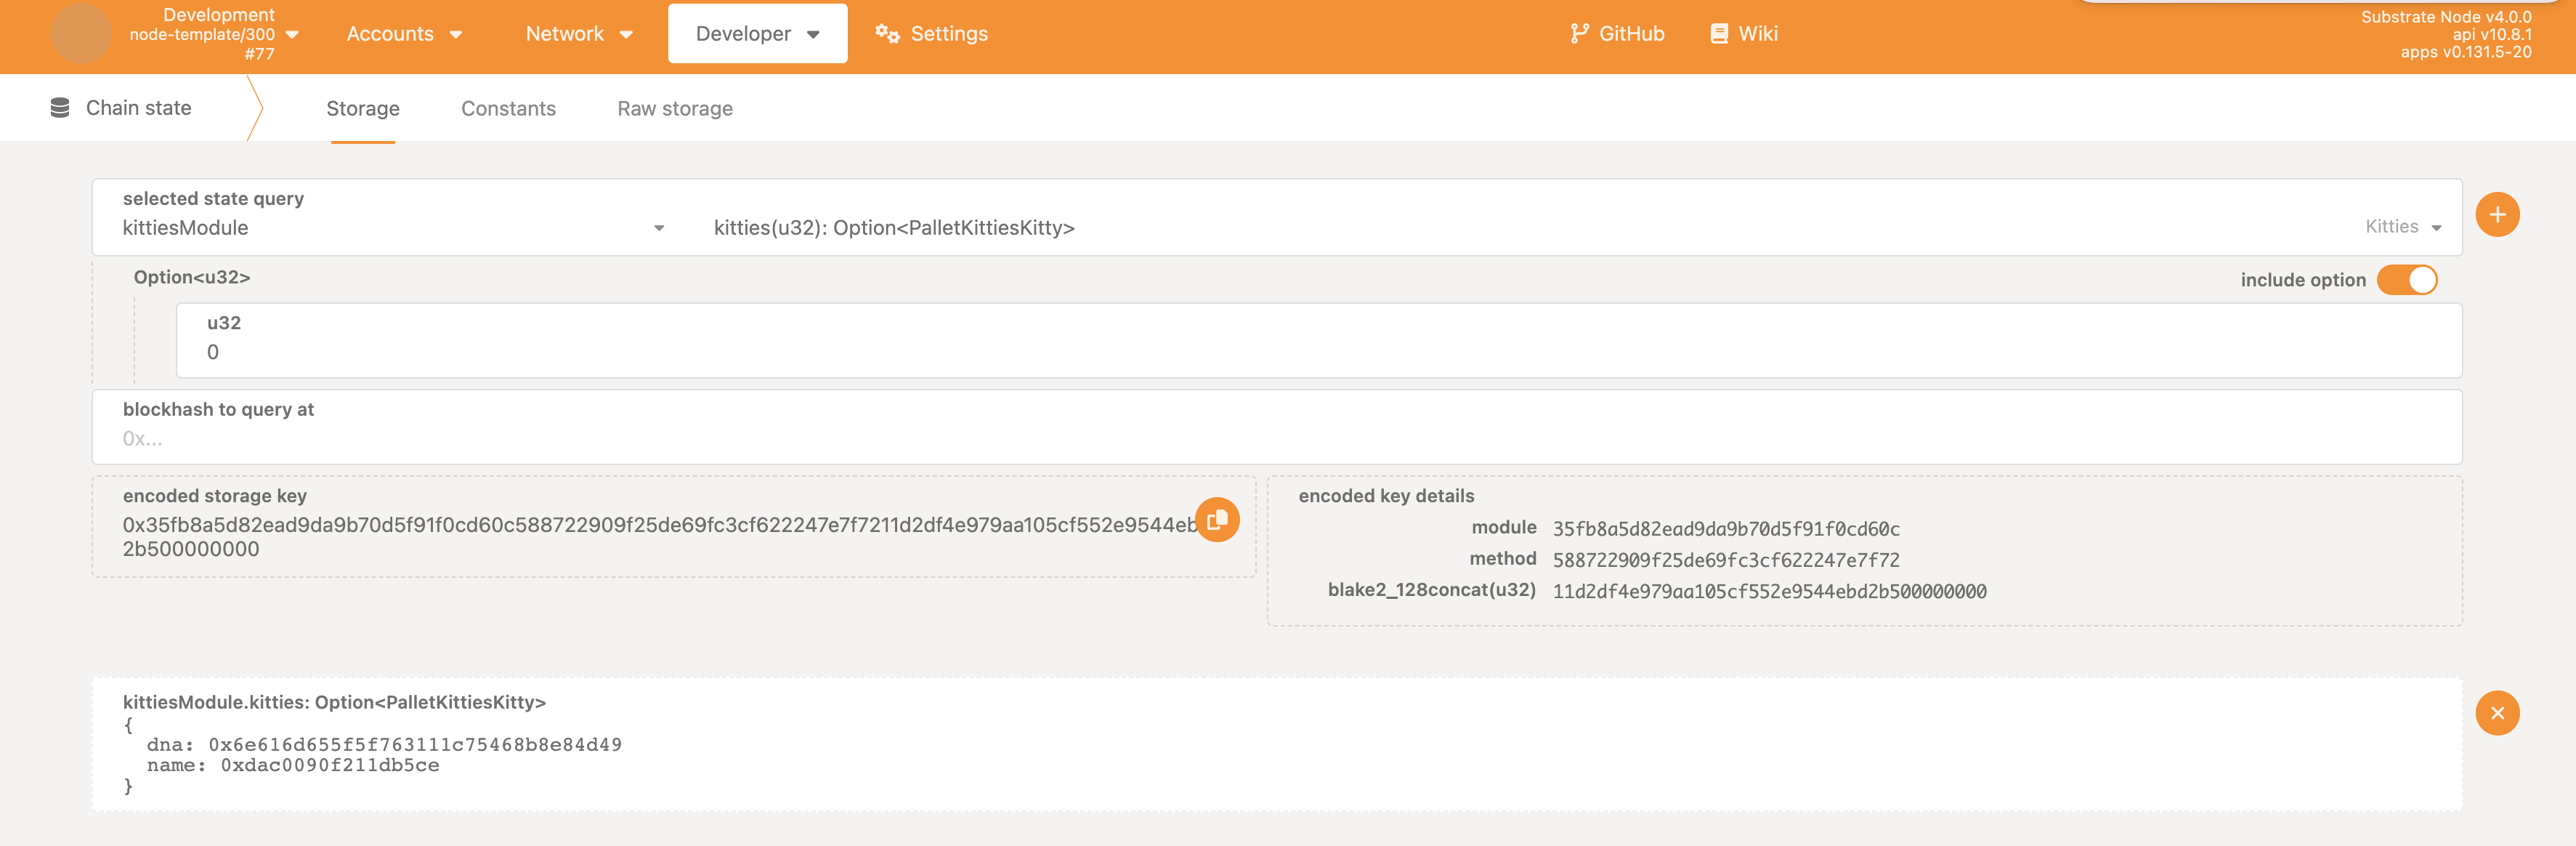 Development
node-template/300
#77
Accounts
Network
Developer
Settings
GitHub
Wiki
Substrate Node v4.0.0
api v10.8.1
apps v0.131.5-20
Chain state
Storage
Constants
Raw storage
selected state query
kittiesModule
kitties(u32): Option<PalletKittiesKitty>
Kitties
Option<u32>
include option
u32
0
blockhash to query at
0x...
encoded storage key
0x35fb8a5d82ead9da9b70d5f91f0cd60c588722909f25de69fc3cf622247e7f7211d2df4e979aa105cf552e9544eb
2b500000000
encoded key details
module 35fb8a5d82ead9da9b70d5f91f0cd60c
method 588722909f25de69fc3cf622247e7f72
blake2_128concat(u32) 11d2df4e979aa105cf552e9544ebd2b500000000
kittiesModule.kitties: Option<PalletKittiesKitty>
{
dna: 0x6e616d655f5f763111c75468b8e84d49
name: 0xdac0090f211db5ce
}